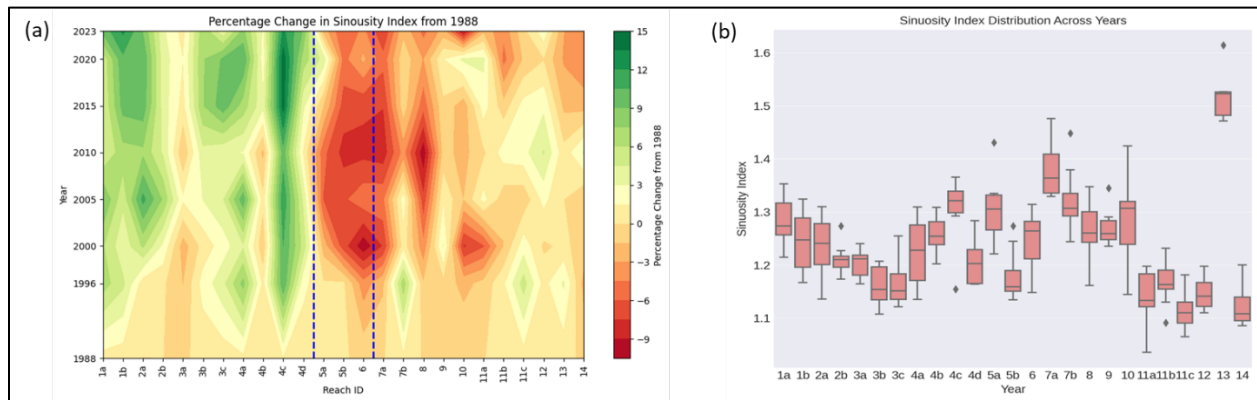 (a)
Percentage Change in Sinousity Index from 1988
2023
2020
2015
2010
2005
2000
1996
1988
Year
1a 1b 2a 2b 3a 3b 3c 4a 4b 4c 4d 5a 5b 6 7a 7b 8 9 10 11a 11b 11c 12 13 14
Reach ID
15
12
9
6
3
0
−3
−6
−9
Percentage Change from 1988
(b)
Sinuosity Index Distribution Across Years
1.6
1.5
1.4
1.3
1.2
1.1
Sinuosity Index
1a 1b 2a 2b 3a 3b 3c 4a 4b 4c 4d 5a 5b 6 7a 7b 8 9 10 11a 11b 11c 12 13 14
Year